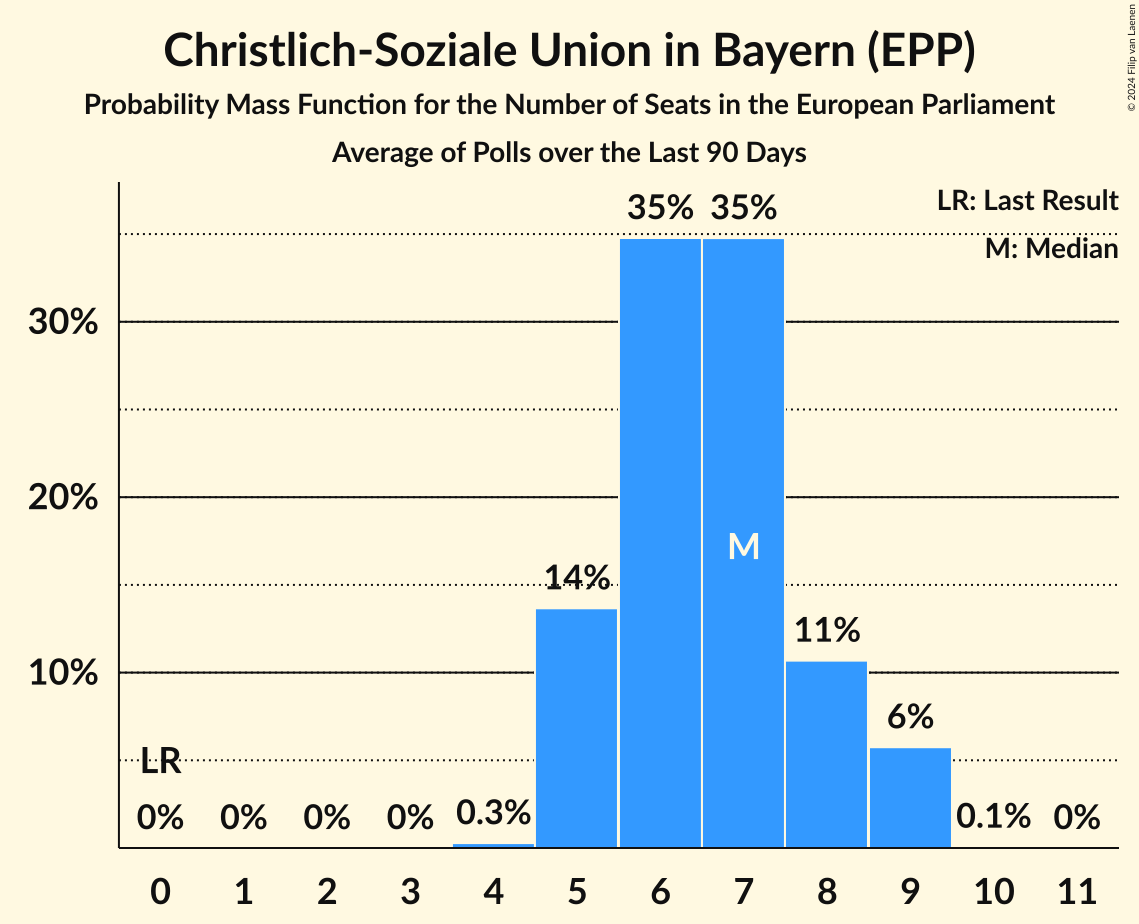 Christlich-Soziale Union in Bayern (EPP)
Probability Mass Function for the Number of Seats in the European Parliament
Average of Polls over the Last 90 Days
© 2024 Filip van Laenen
LR: Last Result
M: Median
35% 35%
30%
20%
M
14%
11%
10%
6%
LR
0% 0% 0% 0% 0.3% 0.1% 0%
0 1 2 3 4 5 6 7 8 9 10 11